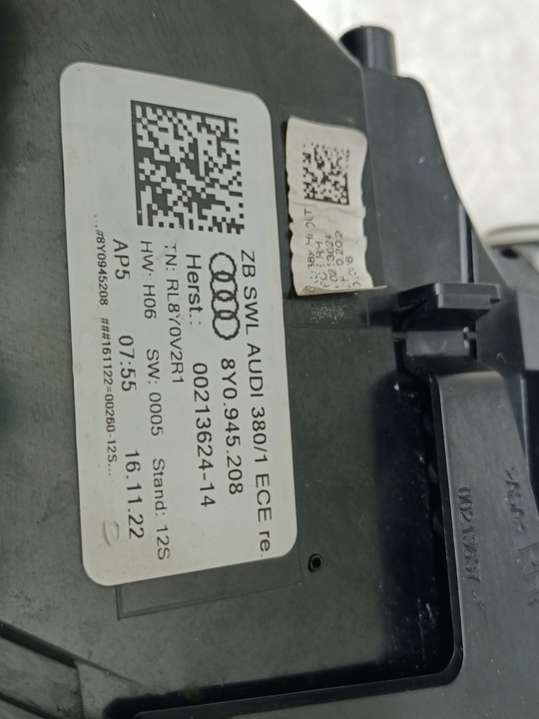 ZB SWL AUDI 380/1 ECE re.
8Y0.945.208
Herst.: 00213624-14
TN: RL8Y0V2R1
HW: H06 SW: 0005 Stand: 12S
AP5 07:55 16.11.22
#8Y0945208 ###161122=00260-12S...